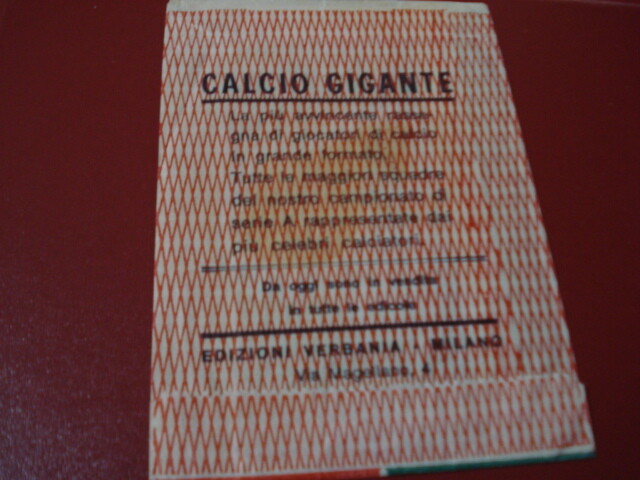 CALCIO GIGANTE
La più avvincente rasse-
gna di giocatori di calcio
in grande formato.
Tutte le maggiori squadre
del nostro campionato di
serie A rappresentate dai
più celebri calciatori.
Da oggi sono in vendita
in tutte le edicole
EDIZIONI VERBANIA - MILANO
Via Magellano, 4